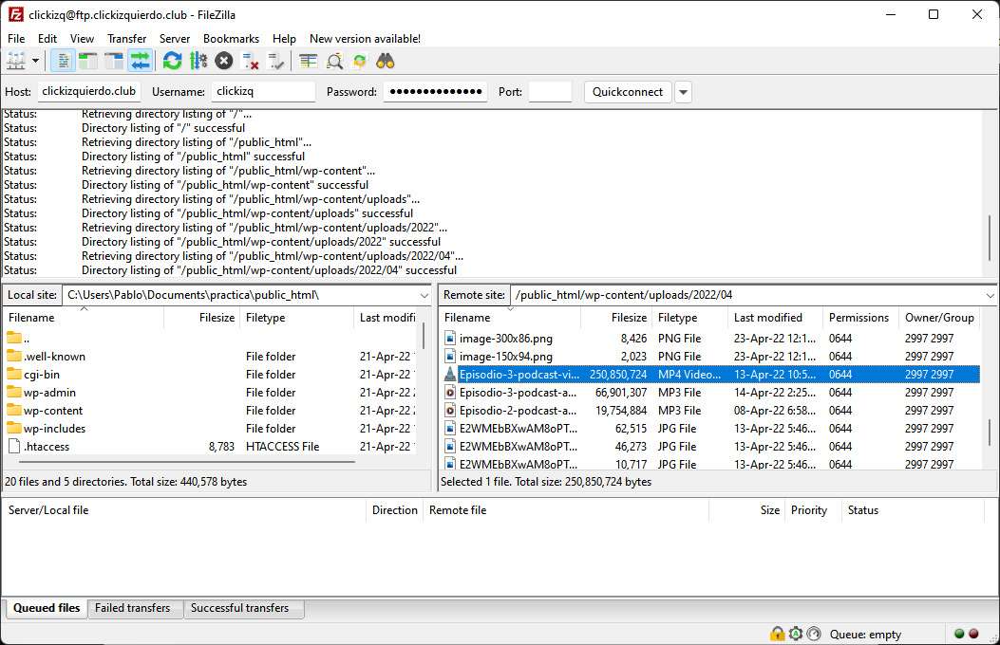 clickizq@ftp.clickizquierdo.club - FileZilla
File Edit View Transfer Server Bookmarks Help New version available!
Host: clickizquierdo.club Username: clickizq Password: ●●●●●●●●●●●●●● Port: Quickconnect
Status: Retrieving directory listing of "/"...
Status: Directory listing of "/" successful
Status: Retrieving directory listing of "/public_html"...
Status: Directory listing of "/public_html" successful
Status: Retrieving directory listing of "/public_html/wp-content"...
Status: Directory listing of "/public_html/wp-content" successful
Status: Retrieving directory listing of "/public_html/wp-content/uploads"...
Status: Directory listing of "/public_html/wp-content/uploads" successful
Status: Retrieving directory listing of "/public_html/wp-content/uploads/2022"...
Status: Directory listing of "/public_html/wp-content/uploads/2022" successful
Status: Retrieving directory listing of "/public_html/wp-content/uploads/2022/04"...
Status: Directory listing of "/public_html/wp-content/uploads/2022/04" successful
Local site: C:\Users\Pablo\Documents\practica\public_html\
Filename Filesize Filetype Last modifi
..
.well-known File folder 21-Apr-22
cgi-bin File folder 21-Apr-22
wp-admin File folder 21-Apr-22
wp-content File folder 21-Apr-22
wp-includes File folder 21-Apr-22
.htaccess 8,783 HTACCESS File 21-Apr-22
20 files and 5 directories. Total size: 440,578 bytes
Remote site: /public_html/wp-content/uploads/2022/04
Filename Filesize Filetype Last modified Permissions Owner/Group
image-300x86.png 8,426 PNG File 23-Apr-22 12:1... 0644 2997 2997
image-150x94.png 2,023 PNG File 23-Apr-22 12:1... 0644 2997 2997
Episodio-3-podcast-vi... 250,850,724 MP4 Video... 13-Apr-22 10:5... 0644 2997 2997
Episodio-3-podcast-a... 66,901,307 MP3 File 14-Apr-22 2:25... 0644 2997 2997
Episodio-2-podcast-a... 19,754,884 MP3 File 08-Apr-22 6:58... 0644 2997 2997
E2WMEbBXwAM8oPT... 62,515 JPG File 13-Apr-22 5:46... 0644 2997 2997
E2WMEbBXwAM8oPT... 46,273 JPG File 13-Apr-22 5:46... 0644 2997 2997
E2WMEbBXwAM8oPT... 10,717 JPG File 13-Apr-22 5:46... 0644 2997 2997
Selected 1 file. Total size: 250,850,724 bytes
Server/Local file Direction Remote file Size Priority Status
Queued files Failed transfers Successful transfers
Queue: empty